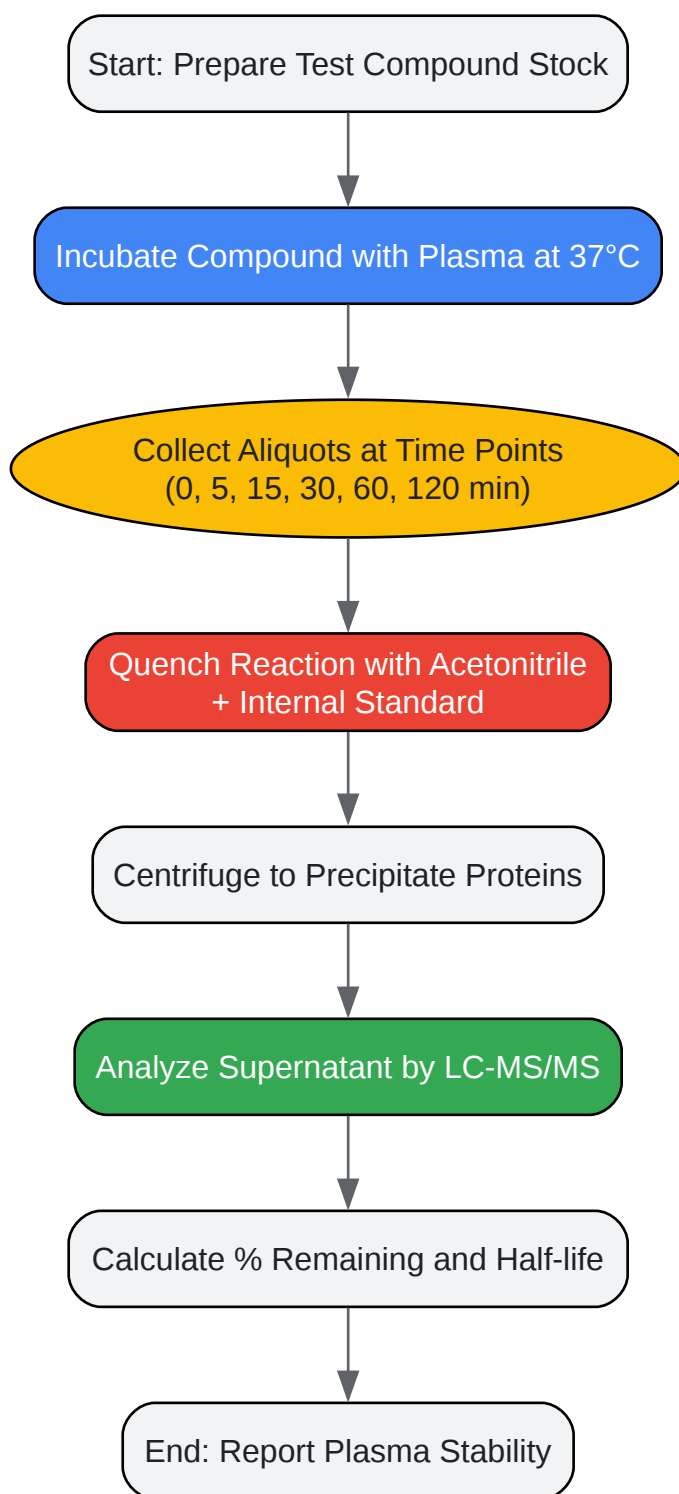 Start: Prepare Test Compound Stock
Incubate Compound with Plasma at 37°C
Collect Aliquots at Time Points
(0, 5, 15, 30, 60, 120 min)
Quench Reaction with Acetonitrile
+ Internal Standard
Centrifuge to Precipitate Proteins
Analyze Supernatant by LC-MS/MS
Calculate % Remaining and Half-life
End: Report Plasma Stability